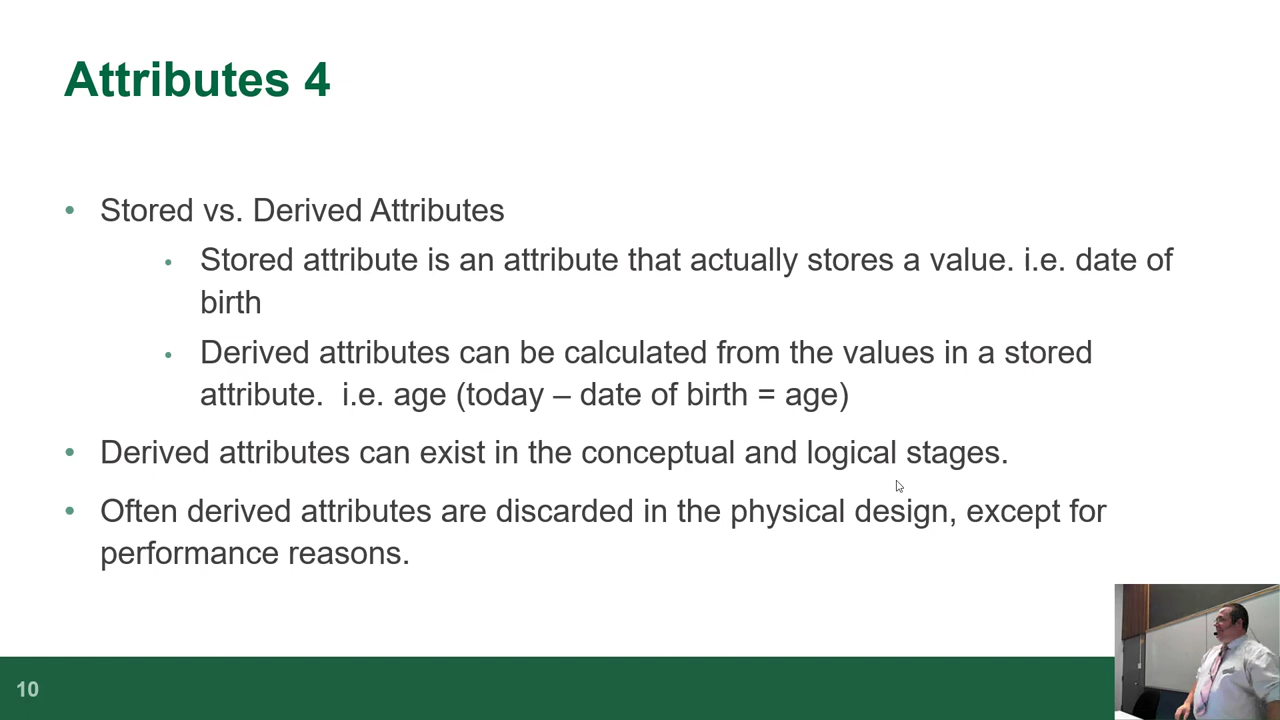 Attributes 4
• Stored vs. Derived Attributes
• Stored attribute is an attribute that actually stores a value. i.e. date of
birth
• Derived attributes can be calculated from the values in a stored
attribute.  i.e. age (today – date of birth = age)
• Derived attributes can exist in the conceptual and logical stages.
• Often derived attributes are discarded in the physical design, except for
performance reasons.
10